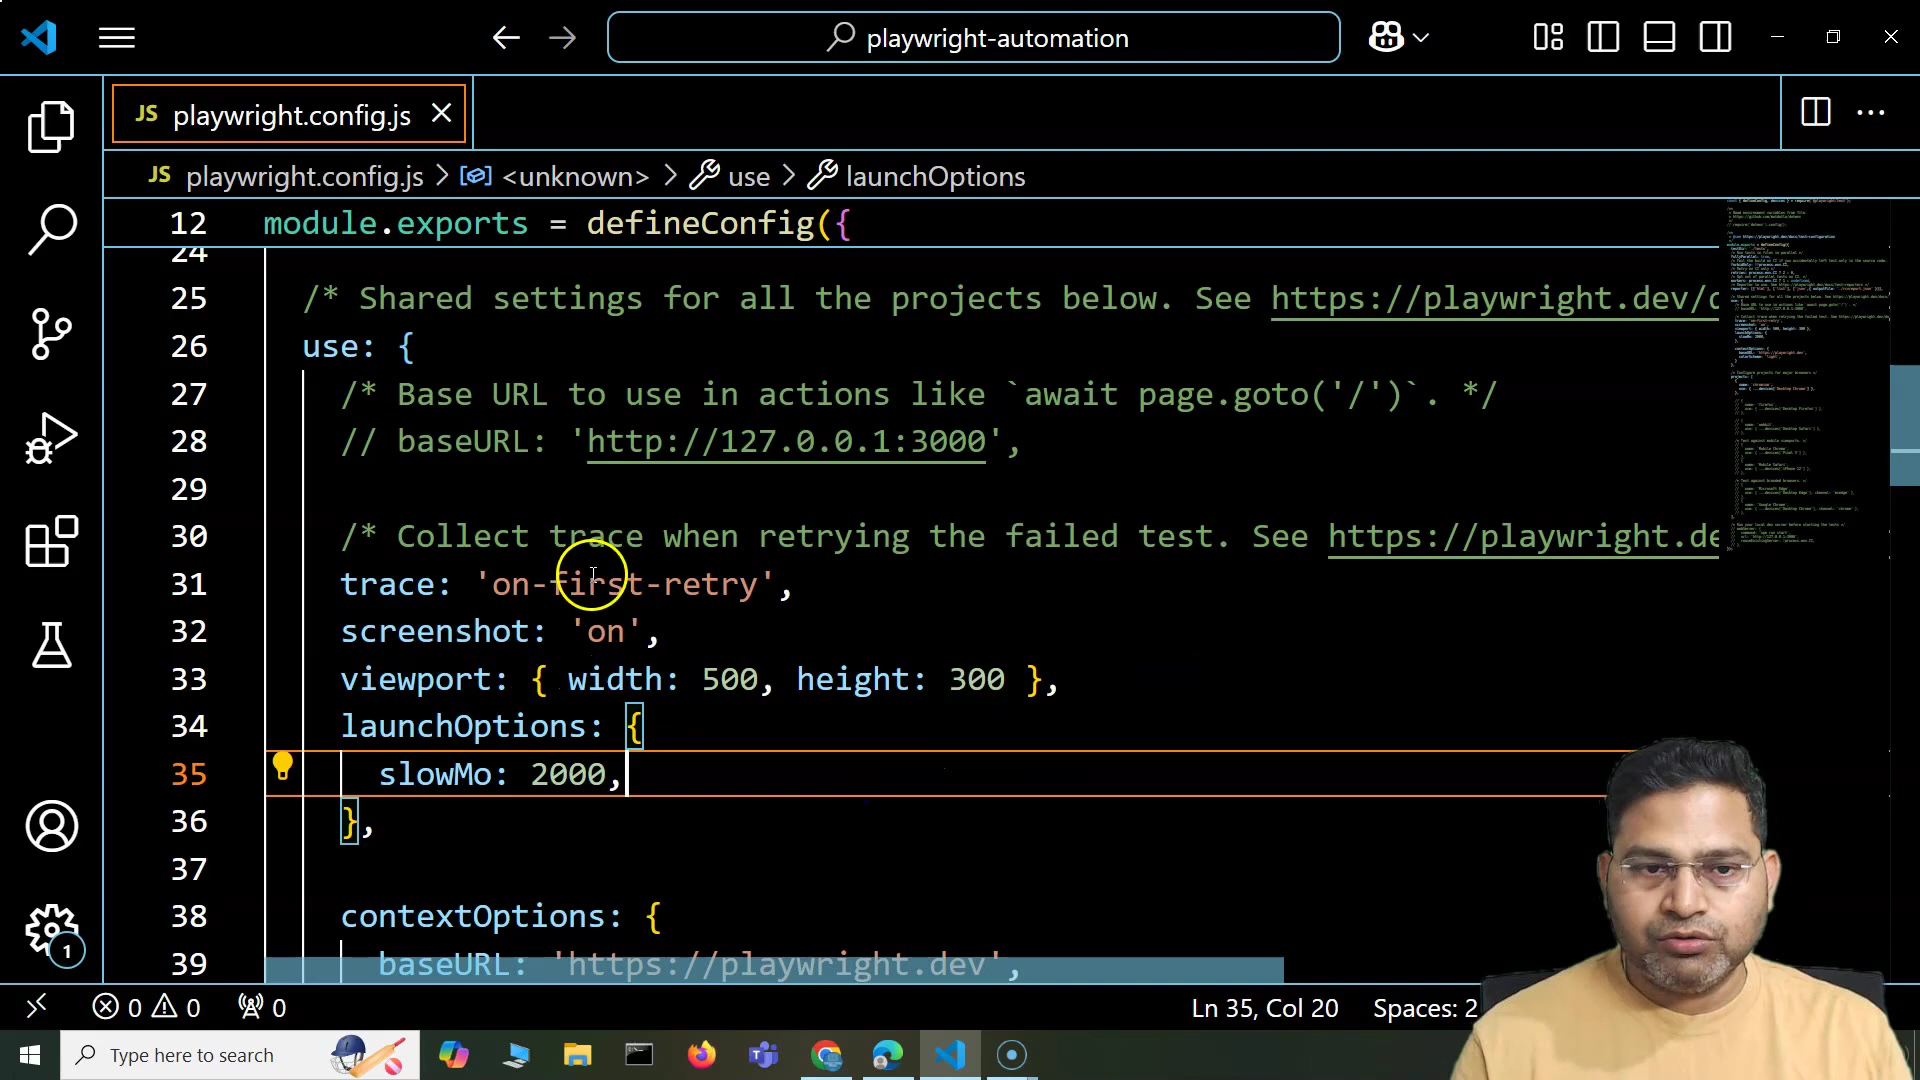 playwright-automation
JS playwright.config.js
JS playwright.config.js > <unknown> > use > launchOptions
12 module.exports = defineConfig({
24
25 /* Shared settings for all the projects below. See https://playwright.dev/
26 use: {
27 /* Base URL to use in actions like `await page.goto('/')`. */
28 // baseURL: 'http://127.0.0.1:3000',
29
30 /* Collect trace when retrying the failed test. See https://playwright.de
31 trace: 'on-first-retry',
32 screenshot: 'on',
33 viewport: { width: 500, height: 300 },
34 launchOptions: {
35 slowMo: 2000,
36 },
37
38 contextOptions: {
39 baseURL: 'https://playwright.dev',
1
0 0 0
Ln 35, Col 20 Spaces: 2
Type here to search